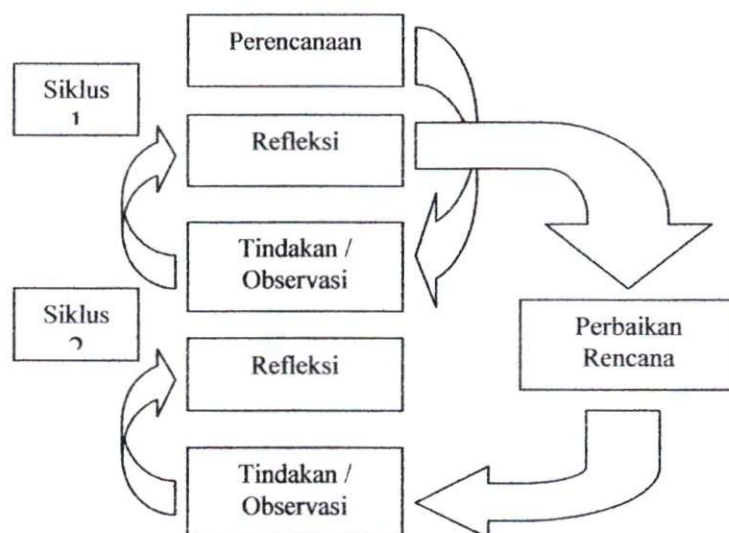 Perencanaan
Siklus
1
Refleksi
Tindakan /
Observasi
Siklus
2
Refleksi
Perbaikan
Rencana
Tindakan /
Observasi